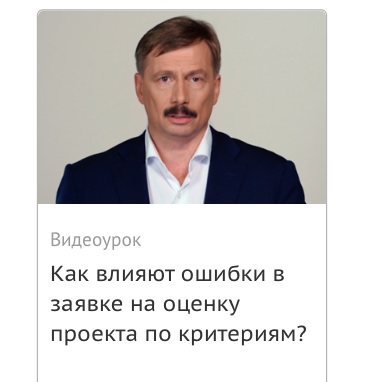 Видеоурок
Как влияют ошибки в
заявке на оценку
проекта по критериям?